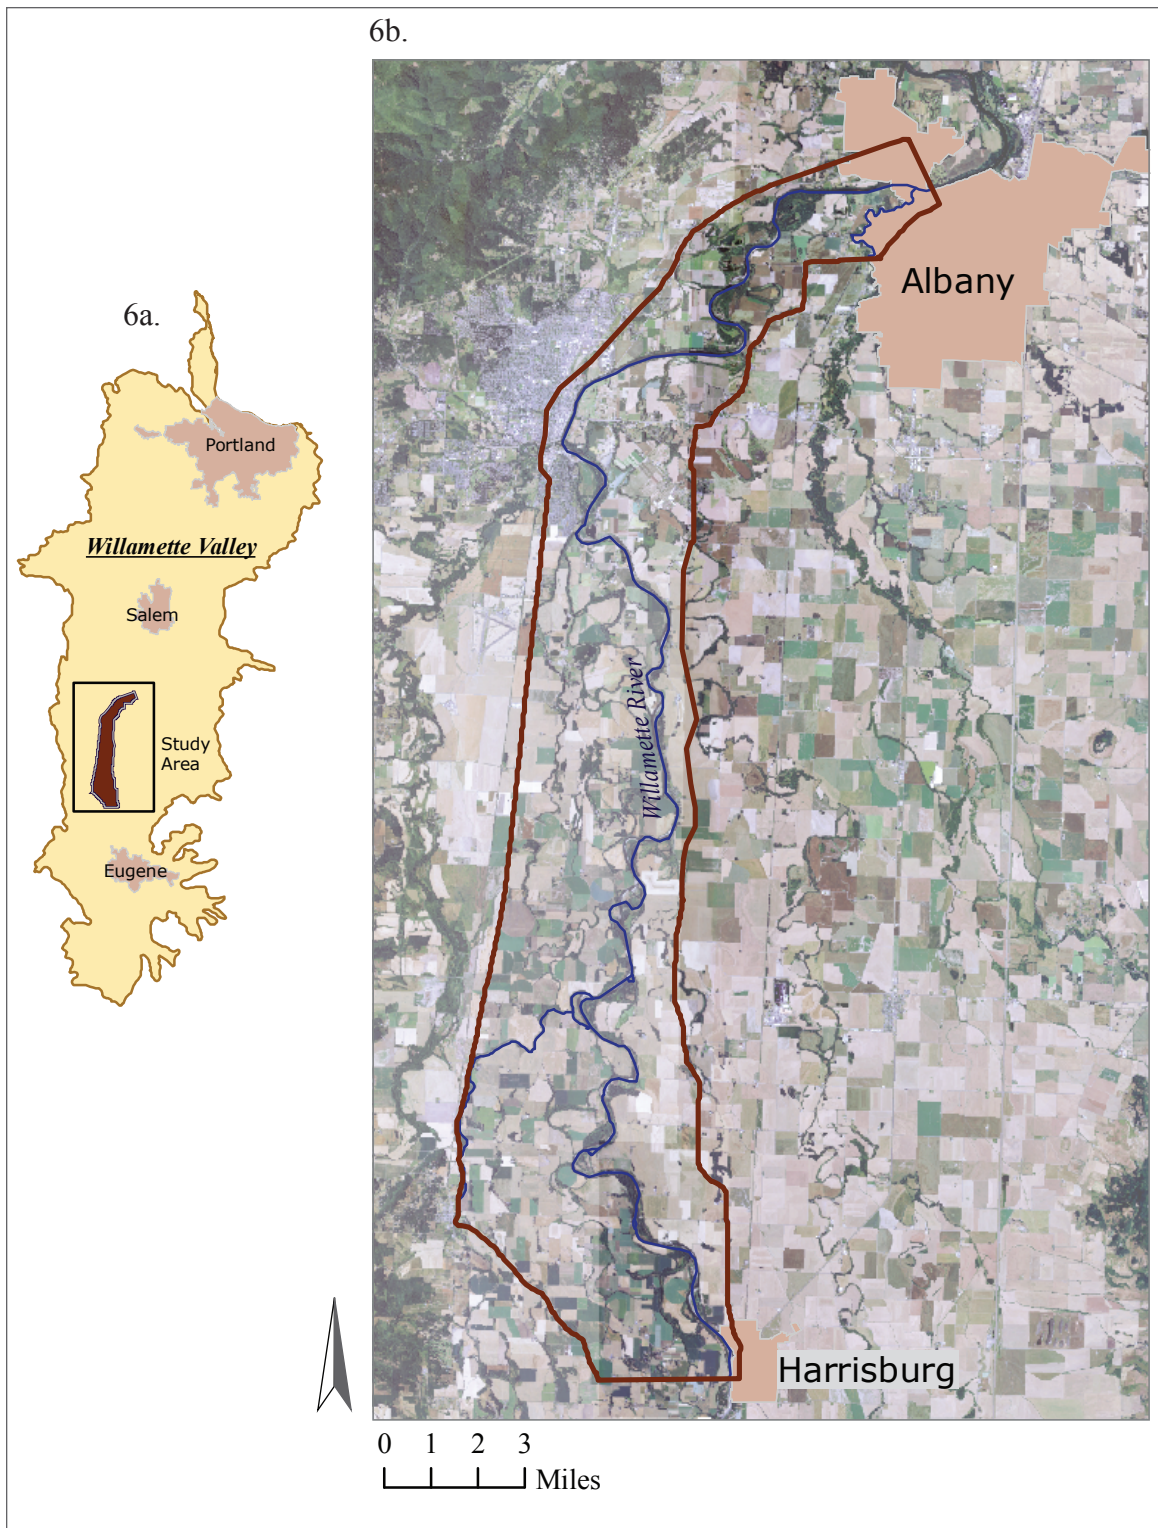 6b.
6a.
Portland
Willamette Valley
Salem
Study
Area
Eugene
Albany
Willamette River
Harrisburg
0 1 2 3
Miles